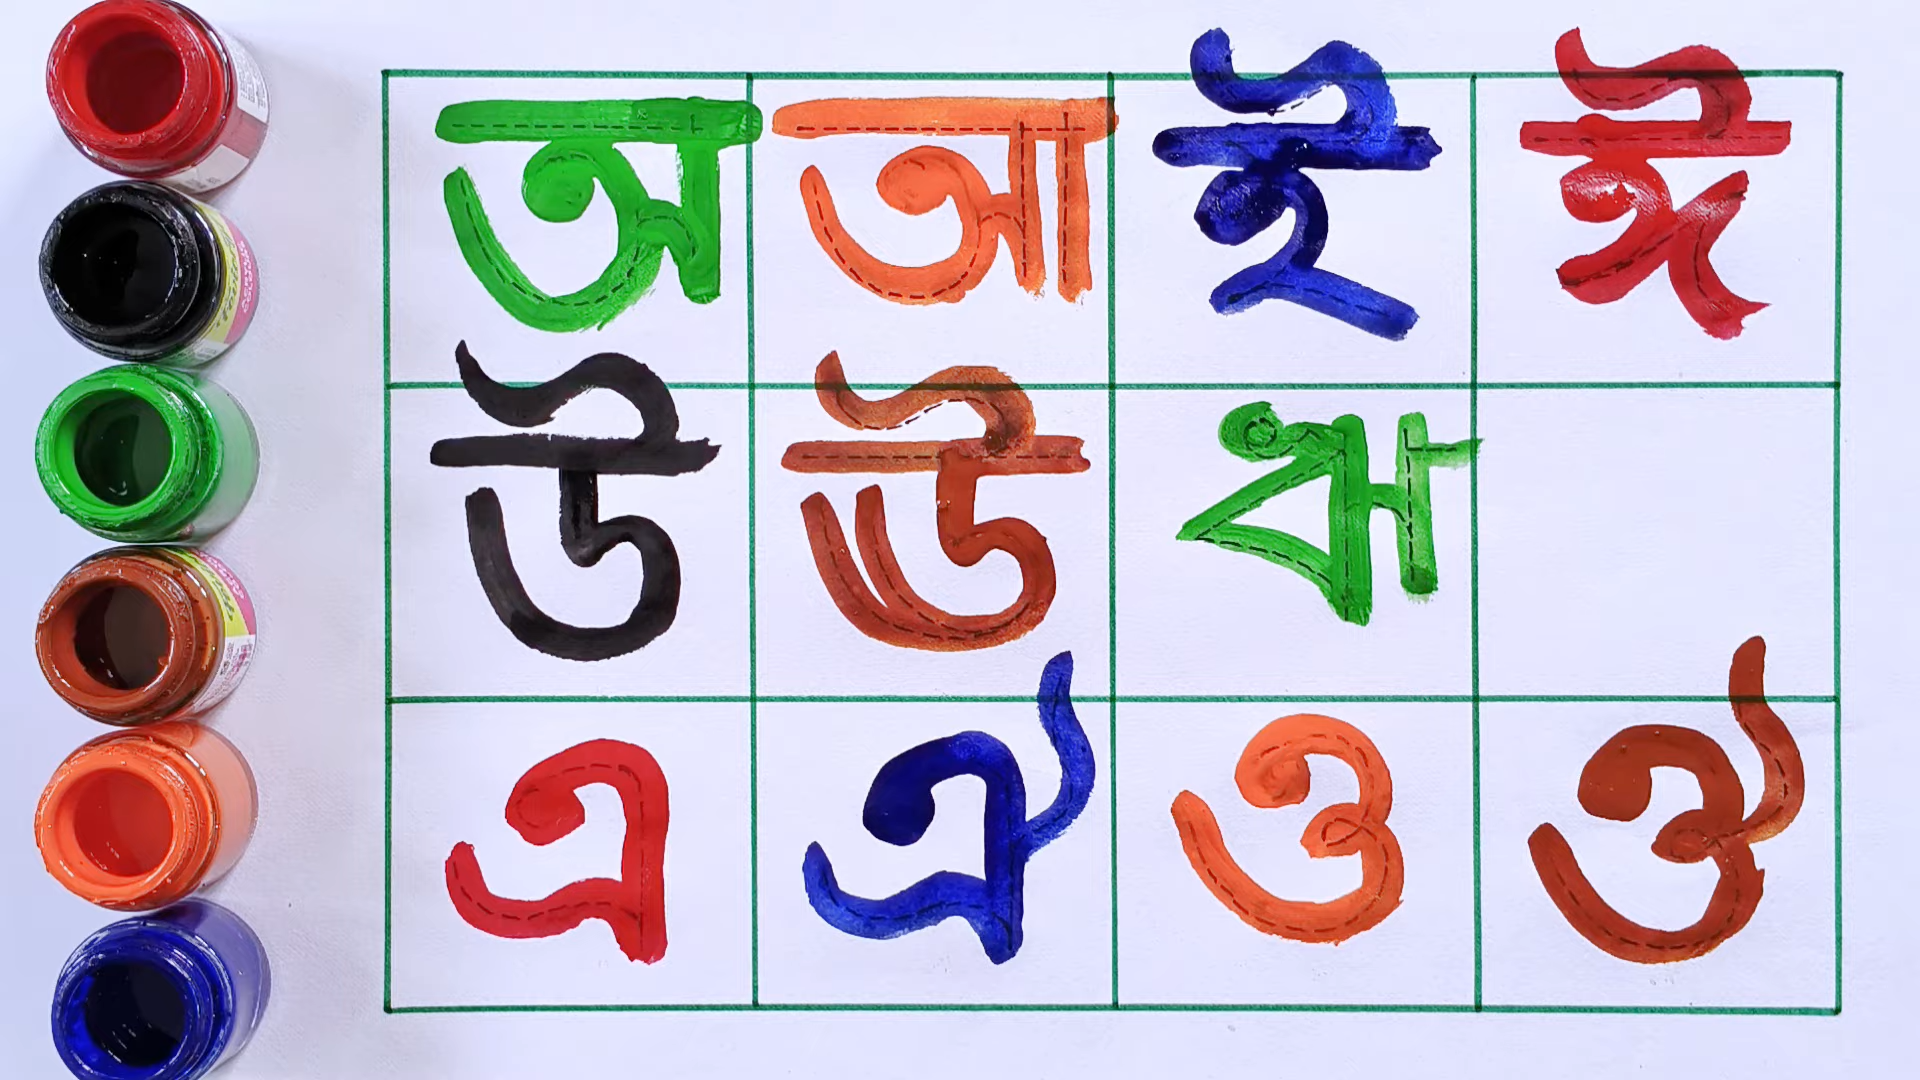 অ আ ই ঈ
উ ঊ ঋ
এ ঐ ও ঔ